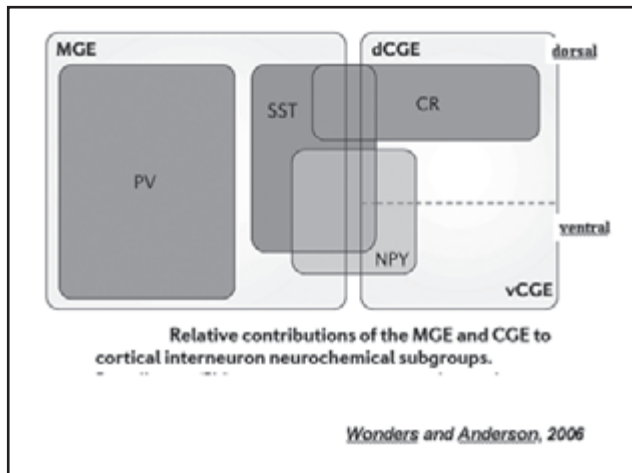 MGE
dCGE
dorsal
SST
CR
PV
NPY
ventral
vCGE
Relative contributions of the MGE and CGE to
cortical interneuron neurochemical subgroups.
Wonders and Anderson, 2006